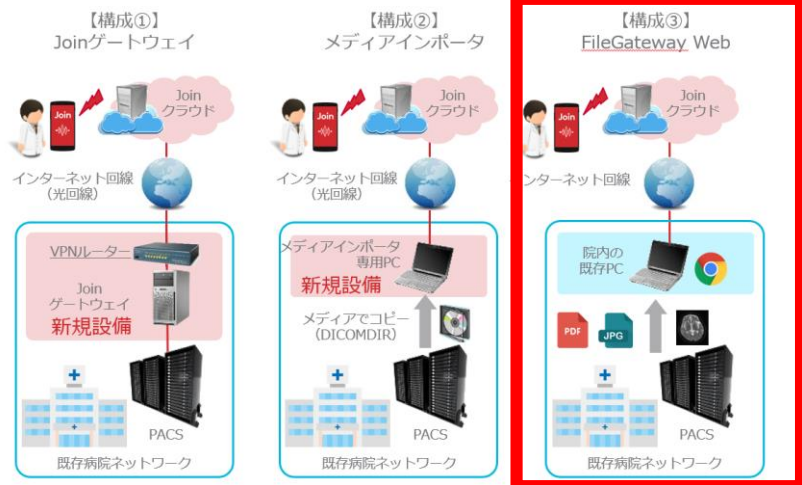 【構成①】
Joinゲートウェイ
Join
Join
クラウド
インターネット回線
(光回線)
VPNルーター
Join
ゲートウェイ
新規設備
PACS
既存病院ネットワーク
【構成②】
メディアインポータ
Join
Join
クラウド
インターネット回線
(光回線)
メディアインポータ
専用PC
新規設備
メディアでコピー
(DICOMDIR)
PACS
既存病院ネットワーク
【構成③】
FileGateway Web
Join
Join
クラウド
ンターネット回線
院内の
既存PC
PDF
JPG
PACS
既存病院ネットワーク